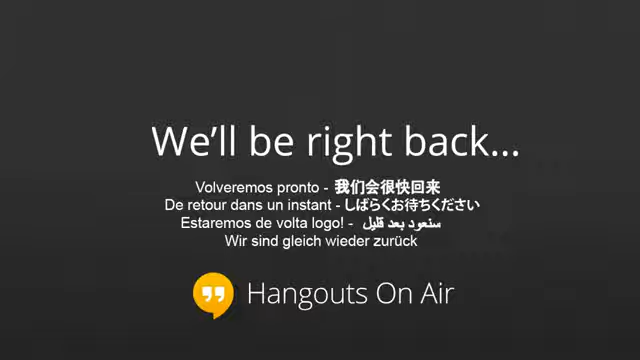 We'll be right back...
Volveremos pronto - 我们会很快回来
De retour dans un instant - しばらくお待ちください
Estaremos de volta logo! - سنعود بعد قليل
Wir sind gleich wieder zurück
Hangouts On Air